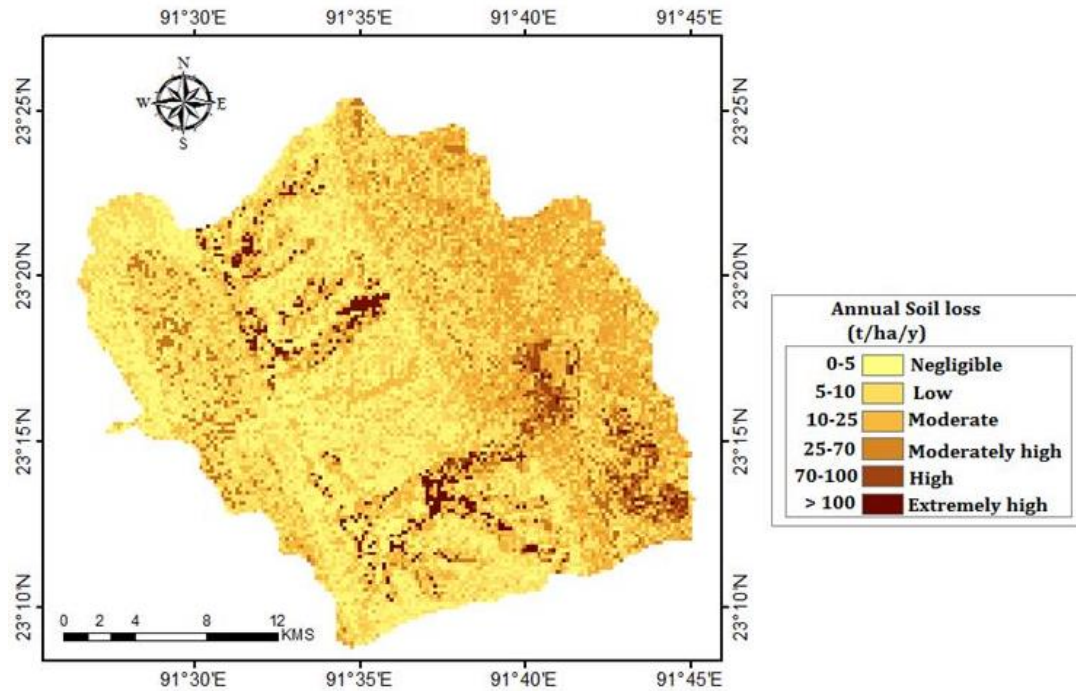 91°30'E 91°35'E 91°40'E 91°45'E
N
W E
S
23°25'N 23°25'N
23°20'N 23°20'N
23°15'N 23°15'N
23°10'N 23°10'N
Annual Soil loss
(t/ha/y)
0-5 Negligible
5-10 Low
10-25 Moderate
25-70 Moderately high
70-100 High
> 100 Extremely high
0 2 4 8 12
KMS
91°30'E 91°35'E 91°40'E 91°45'E